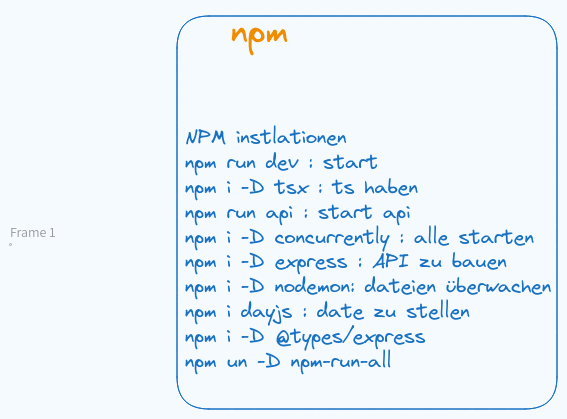 npm
NPM instlationen
npm run dev : start
npm i -D tsx : ts haben
npm run api : start api
Frame 1
npm i -D concurrently : alle starten
npm i -D express : API zu bauen
npm i -D nodemon: dateien überwachen
npm i dayjs : date zu stellen
npm i -D @types/express
npm un -D npm-run-all